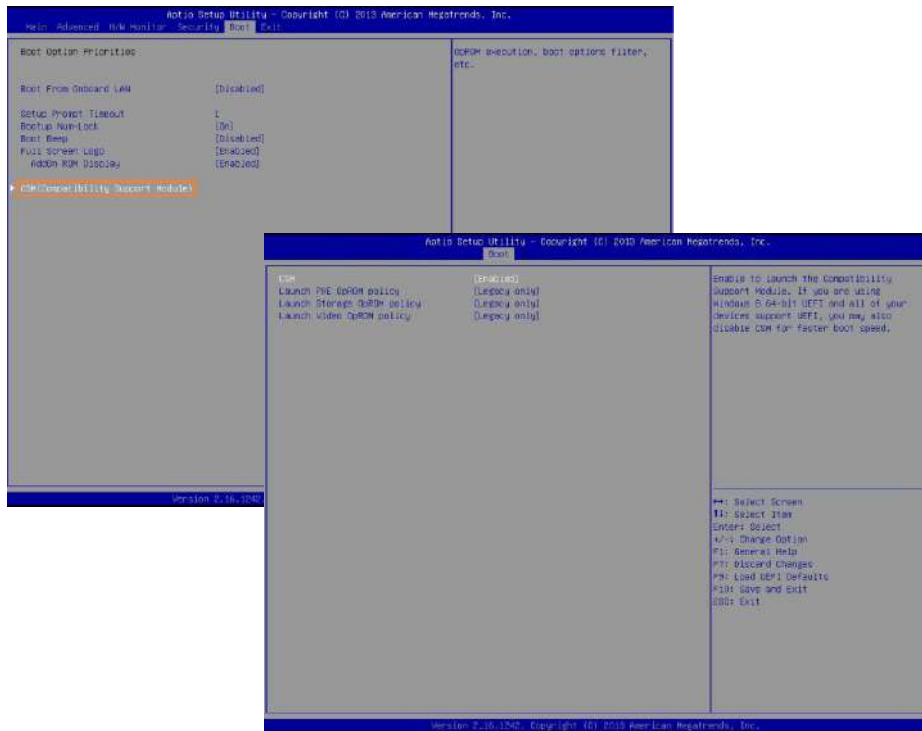 Aptio Setup Utility - Copyright (C) 2013 American Megatrends, Inc.
Main Advanced H/W Monitor Security Boot Exit
Boot Option Priorities
Boot From Onboard LAN [Disabled]
Setup Prompt Timeout 1
Bootup Num-Lock [On]
Boot Beep [Disabled]
Full Screen Logo [Enabled]
AddOn ROM Display [Enabled]
CSM(Compatibility Support Module)
OpROM execution, boot options filter,
etc.
Version 2.16.1242.
Aptio Setup Utility - Copyright (C) 2013 American Megatrends, Inc.
Boot
CSM [Enabled]
Launch PXE OpROM policy [Legacy only]
Launch Storage OpROM policy [Legacy only]
Launch Video OpROM policy [Legacy only]
Enable to launch the Compatibility
Support Module. If you are using
Windows 8 64-bit UEFI and all of your
devices support UEFI, you may also
disable CSM for faster boot speed.
: Select Screen
↑↓: Select Item
Enter: Select
+/-: Change Option
F1: General Help
F7: Discard Changes
F9: Load UEFI Defaults
F10: Save and Exit
ESC: Exit
Version 2.16.1242. Copyright (C) 2013 American Megatrends, Inc.